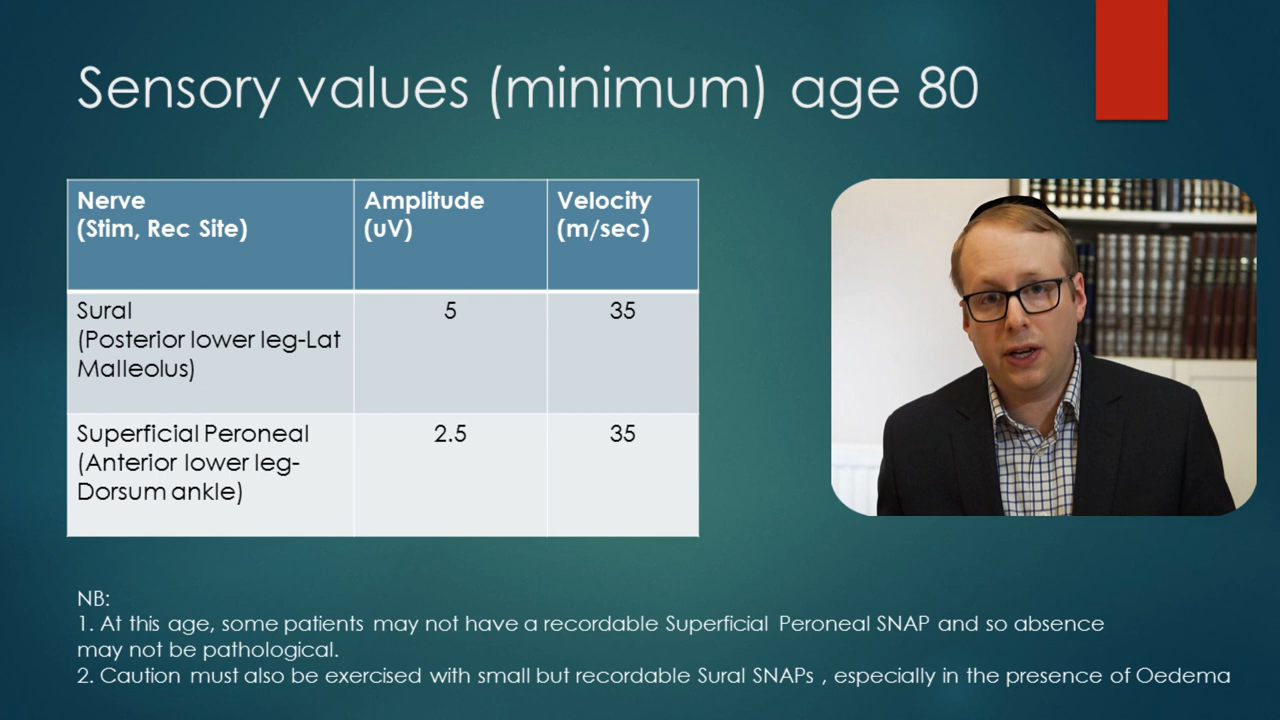 Sensory values (minimum) age 80
Nerve
(Stim, Rec Site)
Amplitude
(uV)
Velocity
(m/sec)
Sural
(Posterior lower leg-Lat
Malleolus)
5
35
Superficial Peroneal
(Anterior lower leg-
Dorsum ankle)
2.5
35
NB:
1. At this age, some patients may not have a recordable Superficial Peroneal SNAP and so absence
may not be pathological.
2. Caution must also be exercised with small but recordable Sural SNAPs , especially in the presence of Oedema